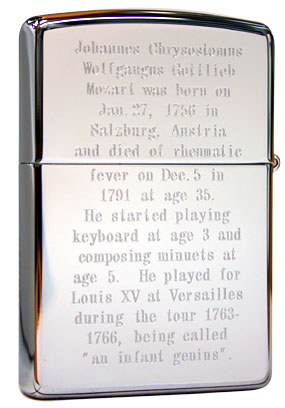 Johannes Chrysostomus
Wolfgangus Gottlieb
Mozart was born on
Jan.27, 1756 in
Salzburg, Austria
and died of rheumatic
fever on Dec.5 in
1791 at age 35.
He started playing
keyboard at age 3 and
composing minuets at
age 5. He played for
Louis XV at Versailles
during the tour 1763-
1766, being called
"an infant genius".